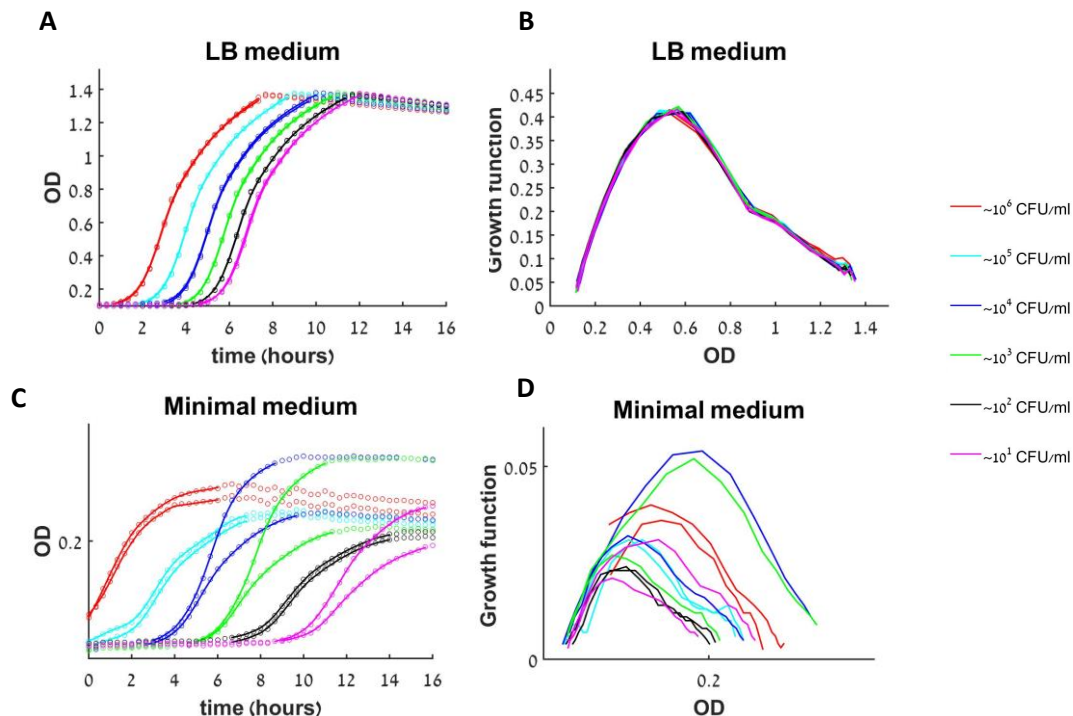 A
LB medium
OD
1.4
1.2
1
0.8
0.6
0.4
0.2
0 2 4 6 8 10 12 14 16
time (hours)
B
LB medium
Growth function
0.45
0.4
0.35
0.3
0.25
0.2
0.15
0.1
0.05
0
0 0.2 0.4 0.6 0.8 1 1.2 1.4
OD
~10⁶ CFU/ml
~10⁵ CFU/ml
~10⁴ CFU/ml
~10³ CFU/ml
~10² CFU/ml
~10¹ CFU/ml
C
Minimal medium
OD
0.2
0 2 4 6 8 10 12 14 16
time (hours)
D
Minimal medium
Growth function
0.05
0
0.2
OD